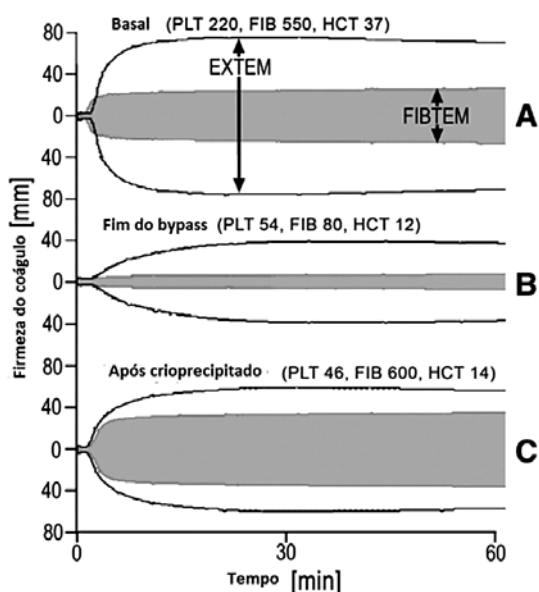 Basal (PLT 220, FIB 550, HCT 37)
80
40
0
40
80
EXTEM
FIBTEM
A
Fim do bypass (PLT 54, FIB 80, HCT 12)
40
0
40
B
Após crioprecipitado (PLT 46, FIB 600, HCT 14)
80
40
0
40
80
C
Firmeza do coágulo [mm]
0
30
60
Tempo [min]